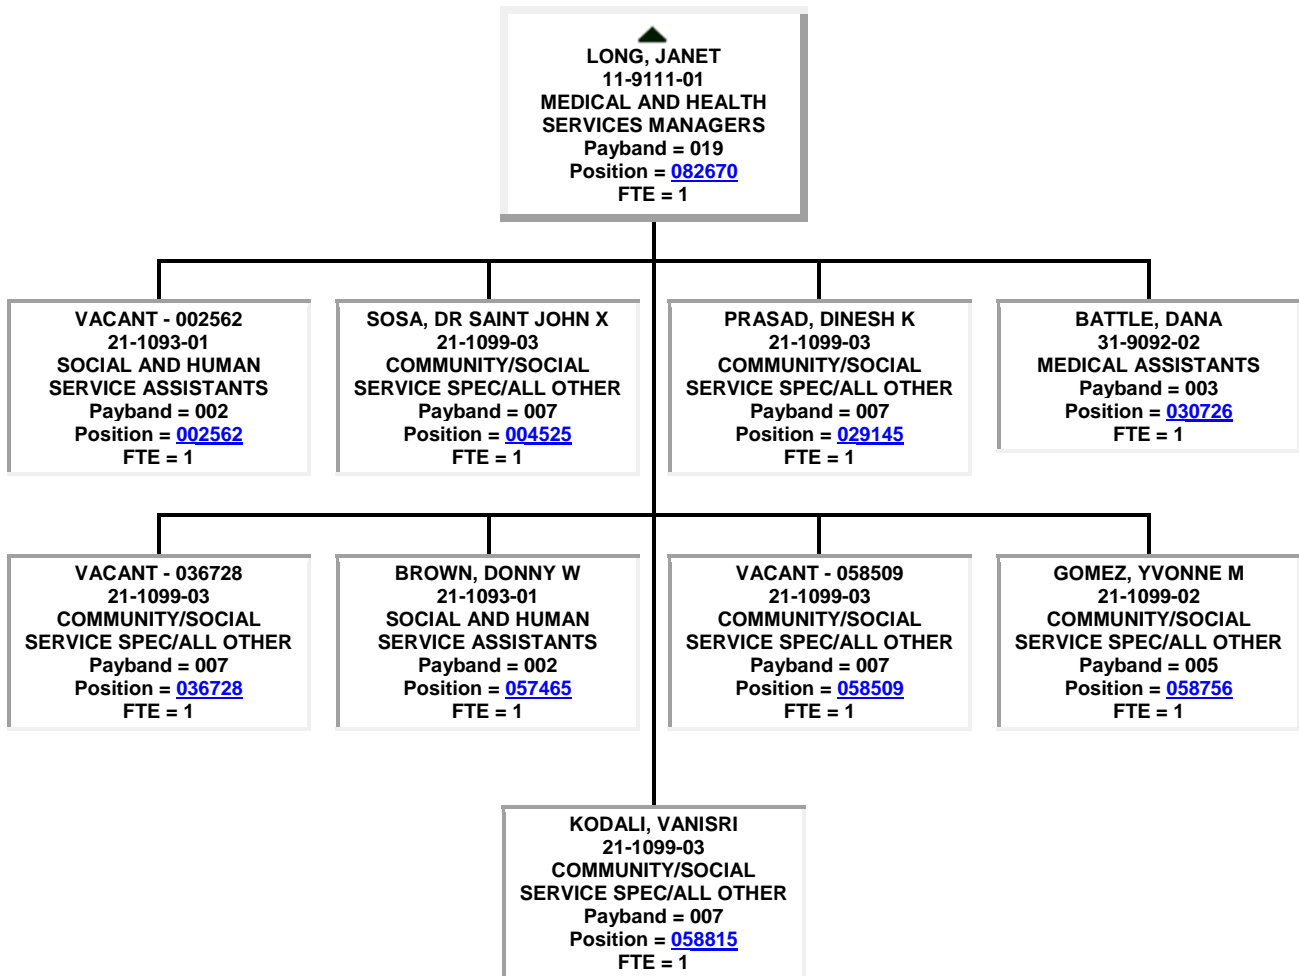 LONG, JANET
11-9111-01
MEDICAL AND HEALTH
SERVICES MANAGERS
Payband = 019
Position = 082670
FTE = 1
VACANT - 002562
21-1093-01
SOCIAL AND HUMAN
SERVICE ASSISTANTS
Payband = 002
Position = 002562
FTE = 1
SOSA, DR SAINT JOHN X
21-1099-03
COMMUNITY/SOCIAL
SERVICE SPEC/ALL OTHER
Payband = 007
Position = 004525
FTE = 1
PRASAD, DINESH K
21-1099-03
COMMUNITY/SOCIAL
SERVICE SPEC/ALL OTHER
Payband = 007
Position = 029145
FTE = 1
BATTLE, DANA
31-9092-02
MEDICAL ASSISTANTS
Payband = 003
Position = 030726
FTE = 1
VACANT - 036728
21-1099-03
COMMUNITY/SOCIAL
SERVICE SPEC/ALL OTHER
Payband = 007
Position = 036728
FTE = 1
BROWN, DONNY W
21-1093-01
SOCIAL AND HUMAN
SERVICE ASSISTANTS
Payband = 002
Position = 057465
FTE = 1
VACANT - 058509
21-1099-03
COMMUNITY/SOCIAL
SERVICE SPEC/ALL OTHER
Payband = 007
Position = 058509
FTE = 1
GOMEZ, YVONNE M
21-1099-02
COMMUNITY/SOCIAL
SERVICE SPEC/ALL OTHER
Payband = 005
Position = 058756
FTE = 1
KODALI, VANISRI
21-1099-03
COMMUNITY/SOCIAL
SERVICE SPEC/ALL OTHER
Payband = 007
Position = 058815
FTE = 1